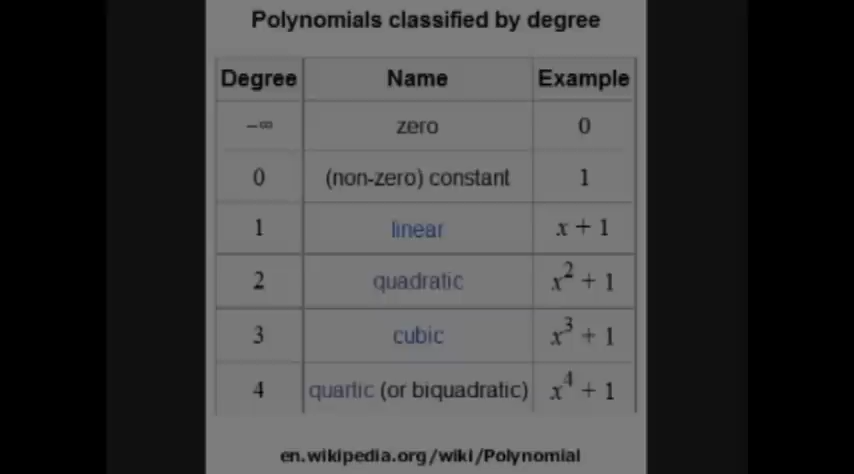 Polynomials classified by degree
Degree Name Example
−∞ zero 0
0 (non-zero) constant 1
1 linear x + 1
2 quadratic x² + 1
3 cubic x³ + 1
4 quartic (or biquadratic) x⁴ + 1
en.wikipedia.org/wiki/Polynomial